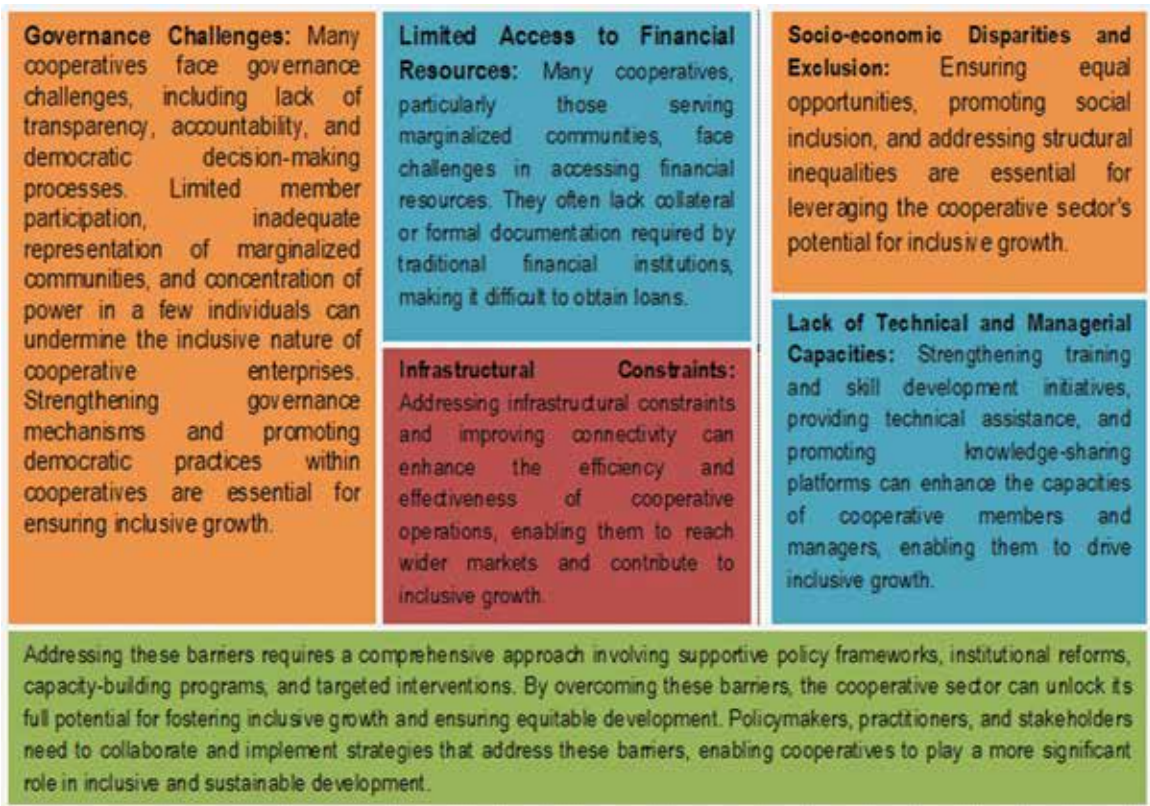 Governance Challenges: Many
cooperatives face governance
challenges, including lack of
transparency, accountability, and
democratic decision-making
processes. Limited member
participation, inadequate
representation of marginalized
communities, and concentration of
power in a few individuals can
undermine the inclusive nature of
cooperative enterprises.
Strengthening governance
mechanisms and promoting
democratic practices within
cooperatives are essential for
ensuring inclusive growth.
Limited Access to Financial
Resources: Many cooperatives,
particularly those serving
marginalized communities, face
challenges in accessing financial
resources. They often lack collateral
or formal documentation required by
traditional financial institutions,
making it difficult to obtain loans.
Infrastructural Constraints:
Addressing infrastructural constraints
and improving connectivity can
enhance the efficiency and
effectiveness of cooperative
operations, enabling them to reach
wider markets and contribute to
inclusive growth.
Socio-economic Disparities and
Exclusion: Ensuring equal
opportunities, promoting social
inclusion, and addressing structural
inequalities are essential for
leveraging the cooperative sector's
potential for inclusive growth.
Lack of Technical and Managerial
Capacities: Strengthening training
and skill development initiatives,
providing technical assistance, and
promoting knowledge-sharing
platforms can enhance the capacities
of cooperative members and
managers, enabling them to drive
inclusive growth.
Addressing these barriers requires a comprehensive approach involving supportive policy frameworks, institutional reforms,
capacity-building programs, and targeted interventions. By overcoming these barriers, the cooperative sector can unlock its
full potential for fostering inclusive growth and ensuring equitable development. Policymakers, practitioners, and stakeholders
need to collaborate and implement strategies that address these barriers, enabling cooperatives to play a more significant
role in inclusive and sustainable development.